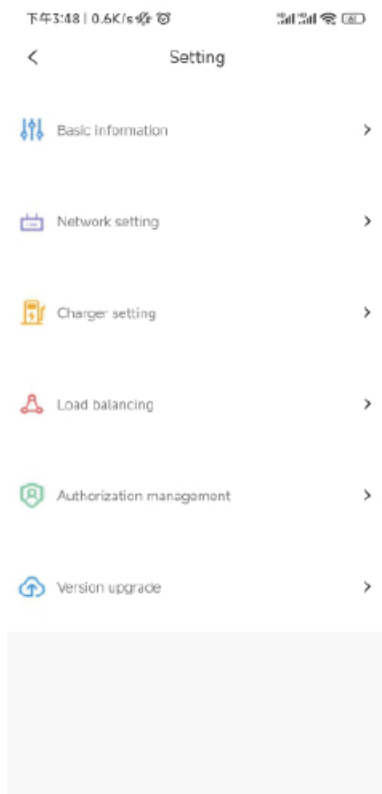 下午3:48 | 0.6K/s
Setting
Basic information
Network setting
Charger setting
Load balancing
Authorization management
Version upgrade